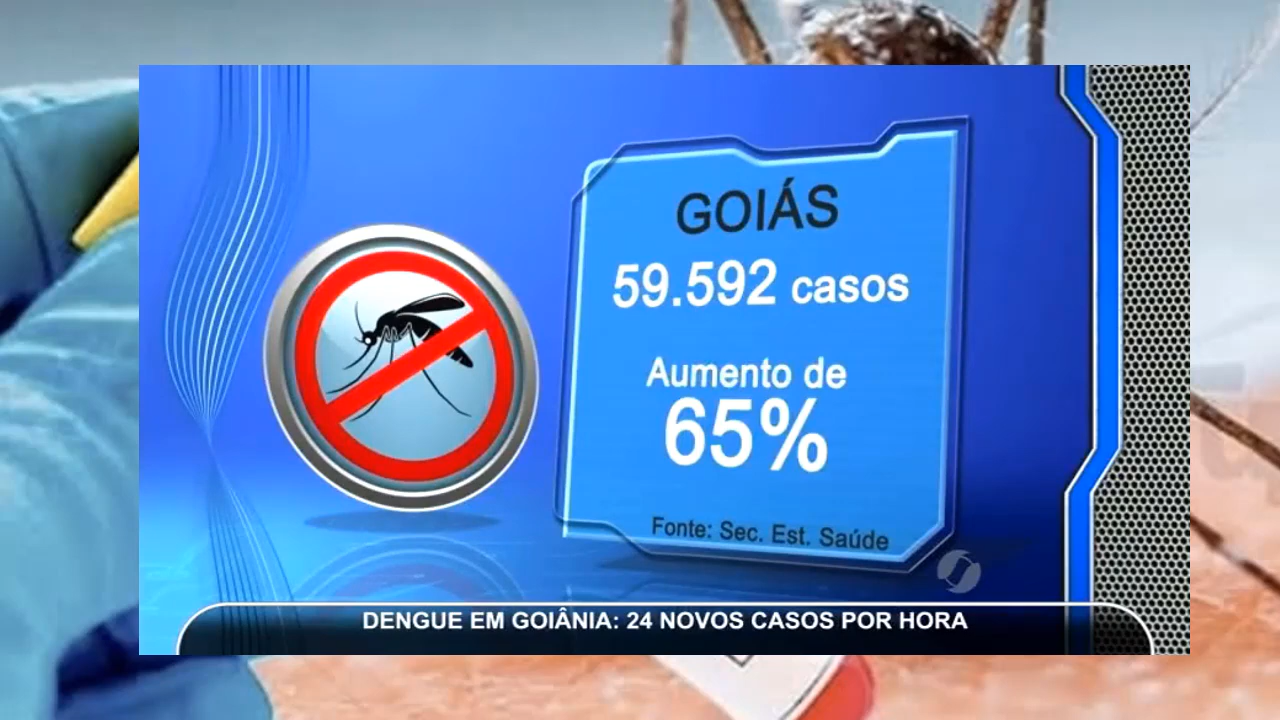 GOIÁS
59.592 casos
Aumento de
65%
Fonte: Sec. Est. Saúde
DENGUE EM GOIÂNIA: 24 NOVOS CASOS POR HORA